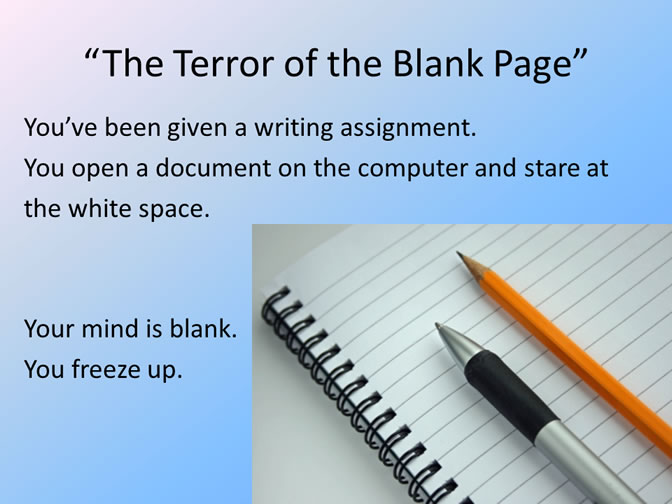 “The Terror of the Blank Page”
You’ve been given a writing assignment.
You open a document on the computer and stare at
the white space.
Your mind is blank.
You freeze up.